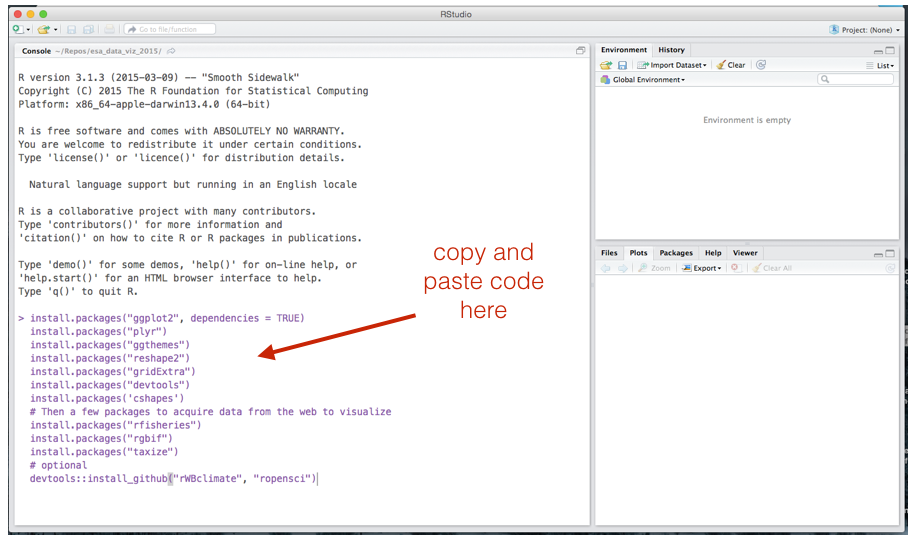 RStudio
Go to file/function
Project: (None)
Console ~/Repos/esa_data_viz_2015/
R version 3.1.3 (2015-03-09) -- "Smooth Sidewalk"
Copyright (C) 2015 The R Foundation for Statistical Computing
Platform: x86_64-apple-darwin13.4.0 (64-bit)
R is free software and comes with ABSOLUTELY NO WARRANTY.
You are welcome to redistribute it under certain conditions.
Type 'license()' or 'licence()' for distribution details.
Natural language support but running in an English locale
R is a collaborative project with many contributors.
Type 'contributors()' for more information and
'citation()' on how to cite R or R packages in publications.
Type 'demo()' for some demos, 'help()' for on-line help, or
'help.start()' for an HTML browser interface to help.
Type 'q()' to quit R.
> install.packages("ggplot2", dependencies = TRUE)
install.packages("plyr")
install.packages("ggthemes")
install.packages("reshape2")
install.packages("gridExtra")
install.packages("devtools")
install.packages('cshapes')
# Then a few packages to acquire data from the web to visualize
install.packages("rfisheries")
install.packages("rgbif")
install.packages("taxize")
# optional
devtools::install_github("rWBclimate", "ropensci")
copy and
paste code
here
Environment History
Import Dataset Clear List
Global Environment
Environment is empty
Files Plots Packages Help Viewer
Zoom Export Clear All